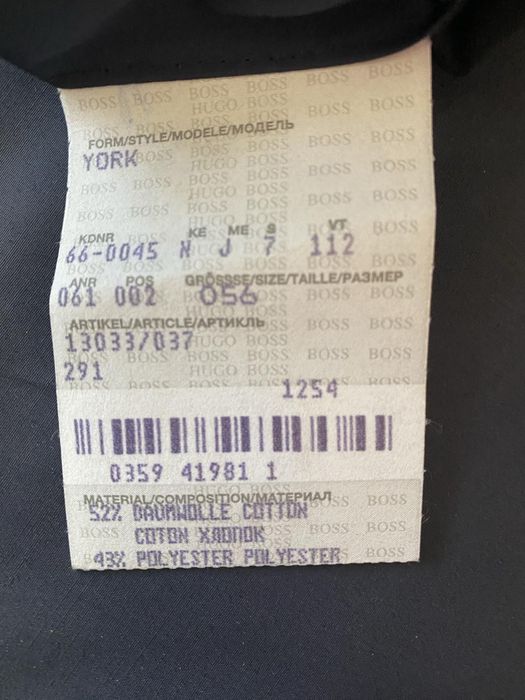 FORM/STYLE/MODELE/МОДЕЛЬ
YORK
KDNR KE ME S VT
66-0045 N J 7 112
ANR POS GRÖSSSE/SIZE/TAILLE/РАЗМЕР
061 002 056
ARTIKEL/ARTICLE/АРТИКЛЬ
13033/037
291
1254
0359 41981 1
MATERIAL/COMPOSITION/МАТЕРИАЛ
52% BAUMWOLLE COTTON
COTON ХЛОПОК
43% POLYESTER POLYESTER